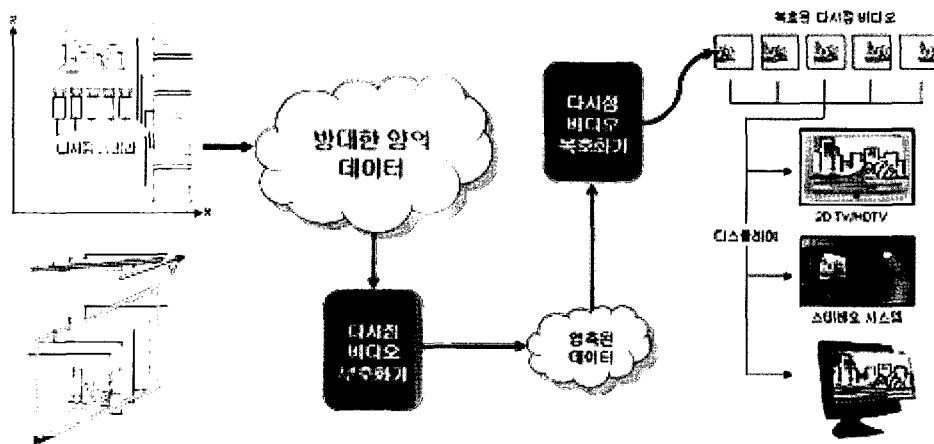 복호된 다시점 비디오
다시점
비디오
복호화기
방대한 양의
데이터
2D TV/HDTV
디스플레이
스테레오 시스템
다시점
비디오
부호화기
압축된
데이터
x